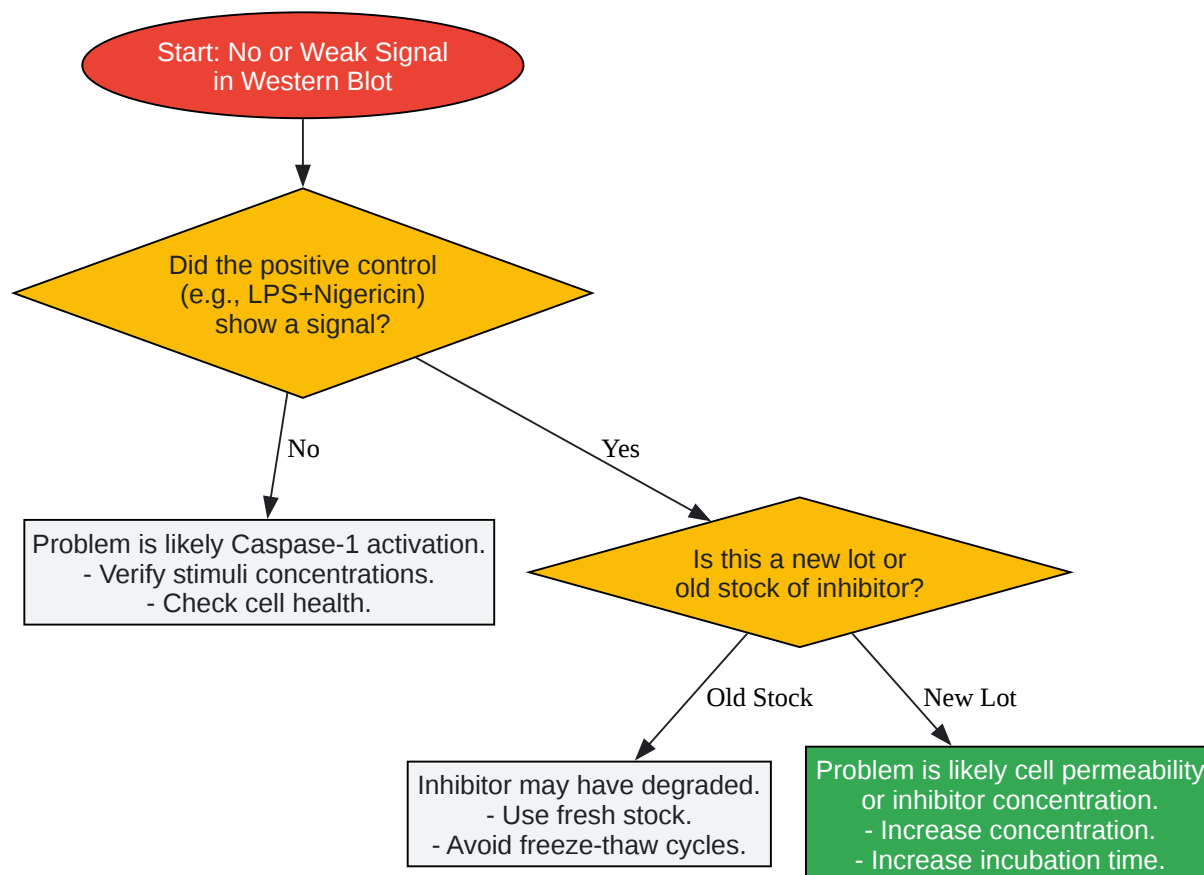 Start: No or Weak Signal
in Western Blot
Did the positive control
(e.g., LPS+Nigericin)
show a signal?
No
Yes
Problem is likely Caspase-1 activation.
- Verify stimuli concentrations.
- Check cell health.
Is this a new lot or
old stock of inhibitor?
Old Stock
New Lot
Inhibitor may have degraded.
- Use fresh stock.
- Avoid freeze-thaw cycles.
Problem is likely cell permeability
or inhibitor concentration.
- Increase concentration.
- Increase incubation time.